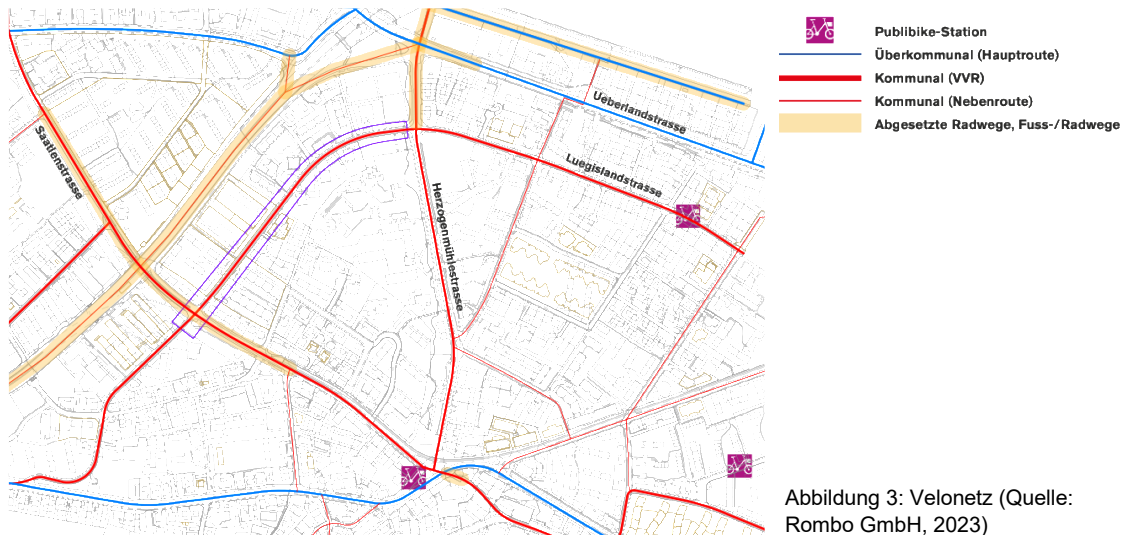 Publibike-Station
Überkommunal (Hauptroute)
Kommunal (VVR)
Kommunal (Nebenroute)
Abgesetzte Radwege, Fuss-/Radwege
Ueberlandstrasse
Luegislandstrasse
Saatlenstrasse
Herzogenmühlestrasse
Abbildung 3: Velonetz (Quelle:
Rombo GmbH, 2023)